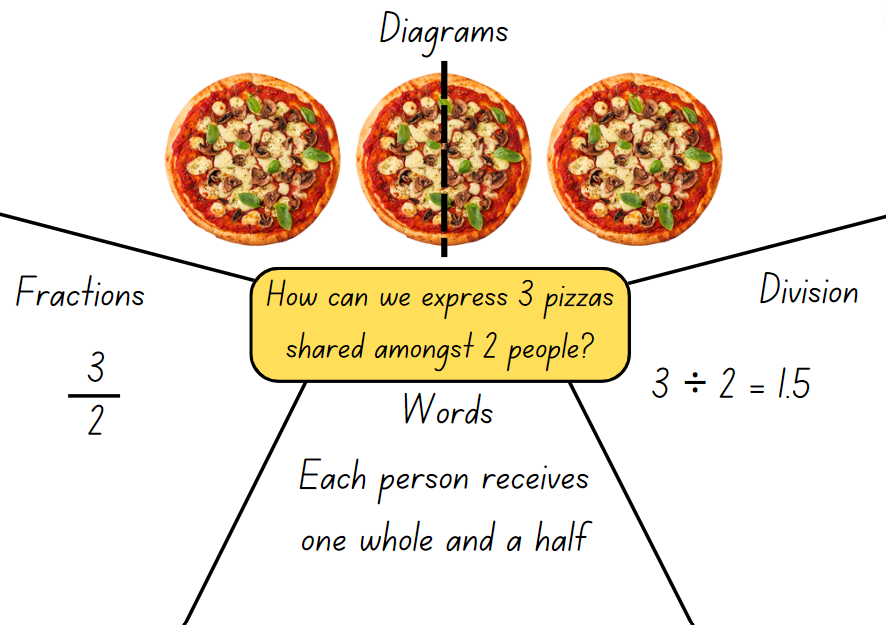 Diagrams
How can we express 3 pizzas
shared amongst 2 people?
Fractions
3
2
Division
3 ÷ 2 = 1.5
Words
Each person receives
one whole and a half